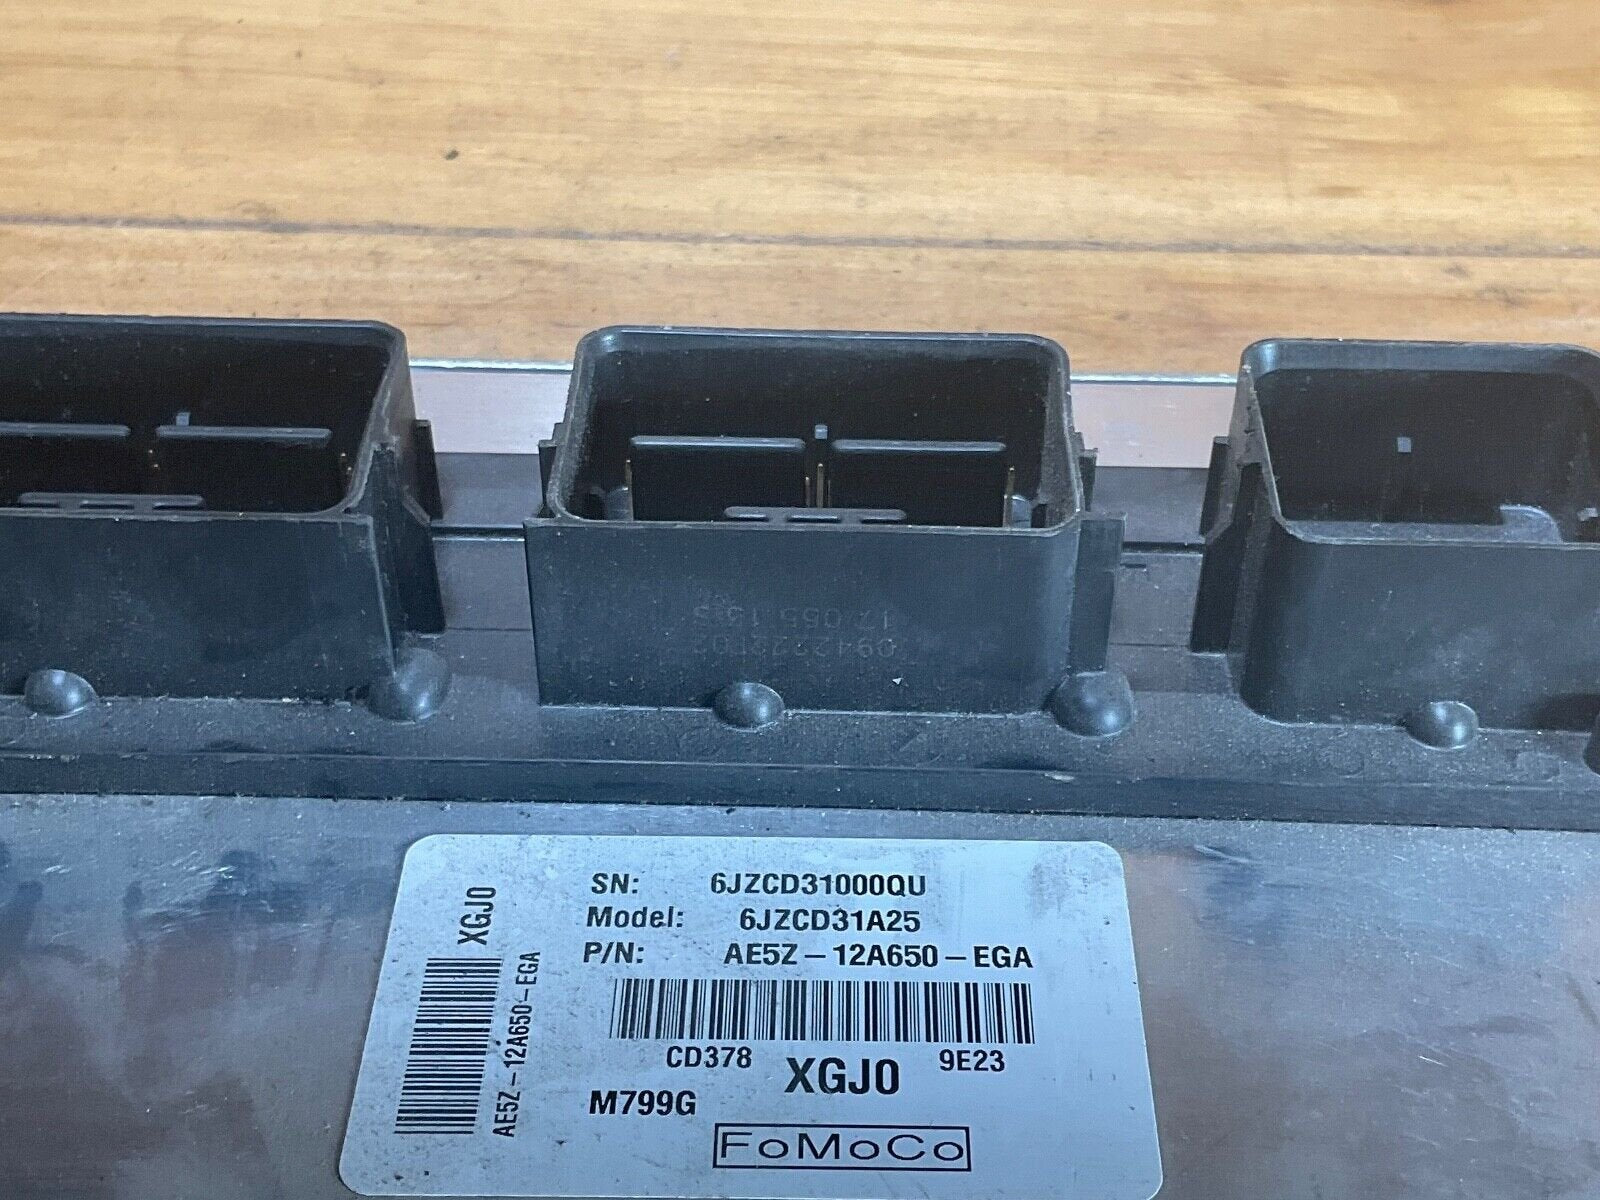 SN: 6JZCD31000QU
Model: 6JZCD31A25
P/N: AE5Z-12A650-EGA
CD378 XGJ0 9E23
M799G
FoMoCo
XGJ0
AE5Z-12A650-EGA